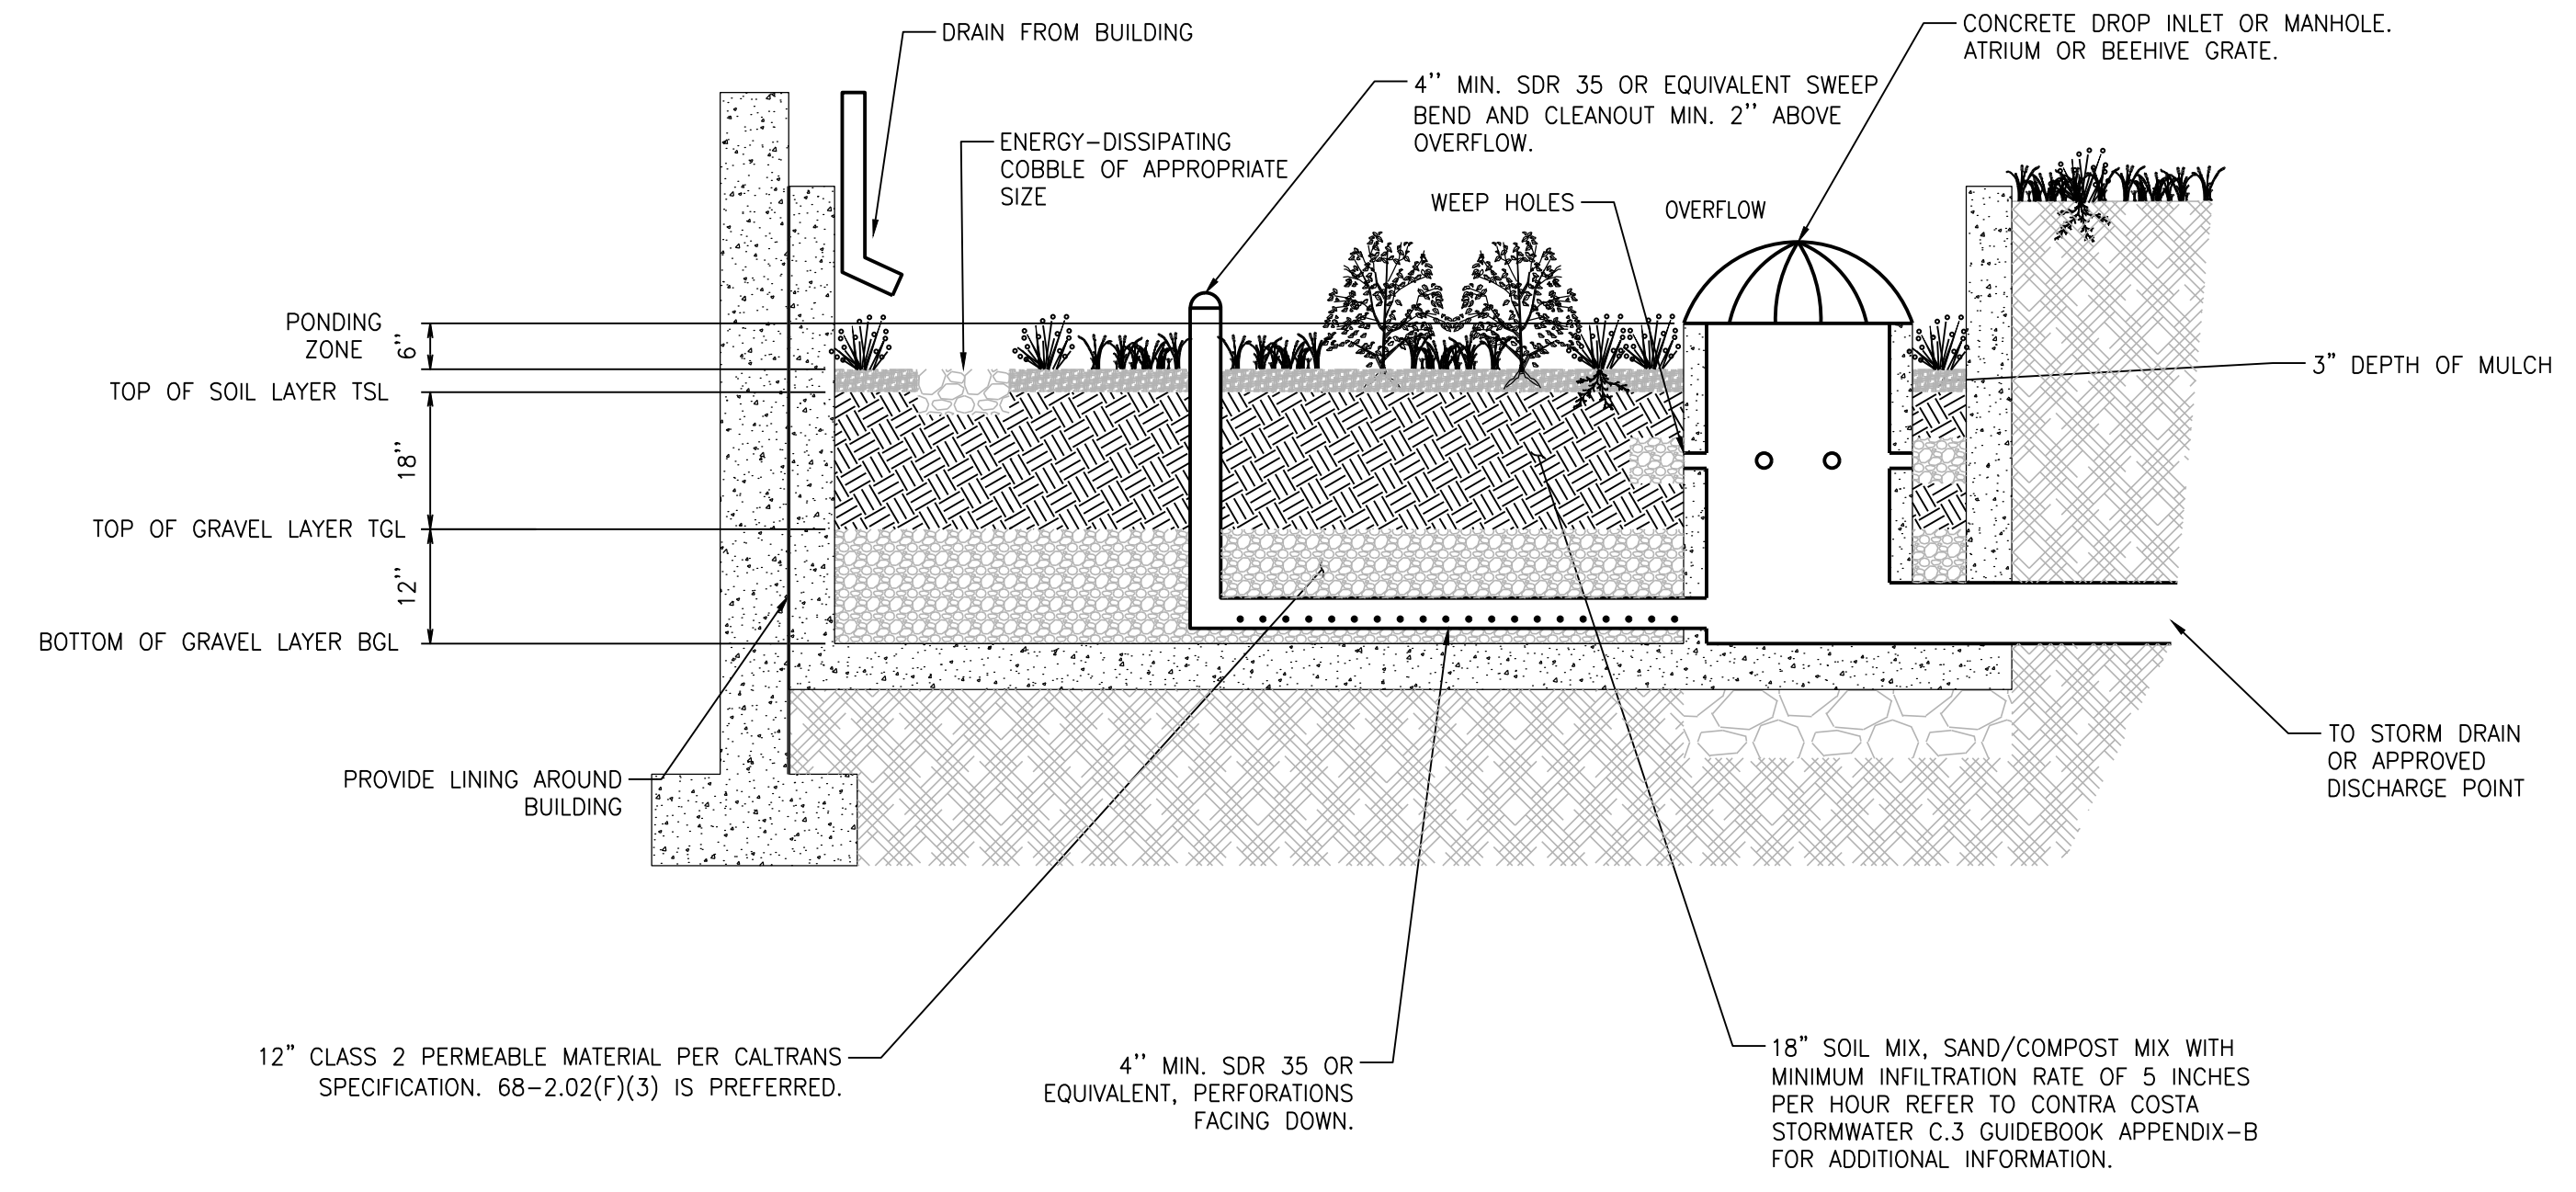 DRAIN FROM BUILDING
CONCRETE DROP INLET OR MANHOLE.
ATRIUM OR BEEHIVE GRATE.
4'' MIN. SDR 35 OR EQUIVALENT SWEEP
BEND AND CLEANOUT MIN. 2'' ABOVE
OVERFLOW.
ENERGY-DISSIPATING
COBBLE OF APPROPRIATE
SIZE
WEEP HOLES
OVERFLOW
PONDING
ZONE
6''
3" DEPTH OF MULCH
TOP OF SOIL LAYER TSL
18''
TOP OF GRAVEL LAYER TGL
12''
BOTTOM OF GRAVEL LAYER BGL
PROVIDE LINING AROUND
BUILDING
TO STORM DRAIN
OR APPROVED
DISCHARGE POINT
12" CLASS 2 PERMEABLE MATERIAL PER CALTRANS
SPECIFICATION. 68-2.02(F)(3) IS PREFERRED.
4'' MIN. SDR 35 OR
EQUIVALENT, PERFORATIONS
FACING DOWN.
18" SOIL MIX, SAND/COMPOST MIX WITH
MINIMUM INFILTRATION RATE OF 5 INCHES
PER HOUR REFER TO CONTRA COSTA
STORMWATER C.3 GUIDEBOOK APPENDIX-B
FOR ADDITIONAL INFORMATION.